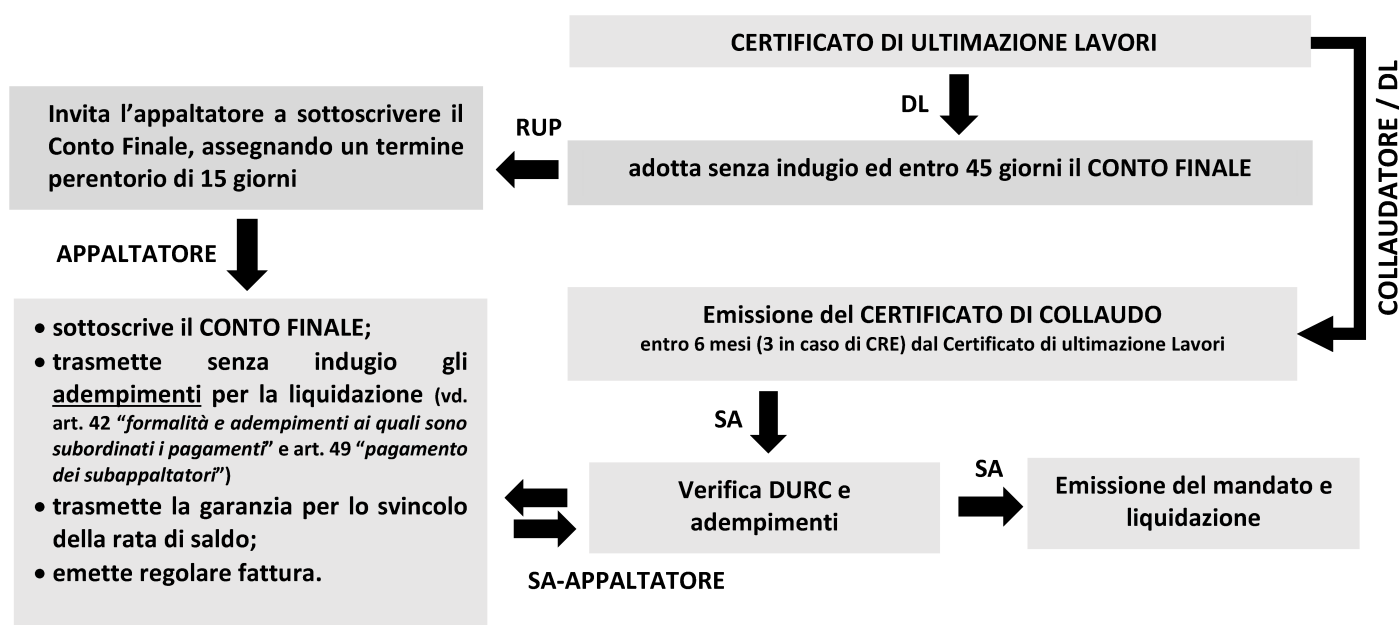 CERTIFICATO DI ULTIMAZIONE LAVORI
DL
COLLAUDATORE / DL
adotta senza indugio ed entro 45 giorni il CONTO FINALE
RUP
Invita l’appaltatore a sottoscrivere il
Conto Finale, assegnando un termine
perentorio di 15 giorni
APPALTATORE
• sottoscrive il CONTO FINALE;
• trasmette senza indugio gli
adempimenti per la liquidazione (vd.
art. 42 “formalità e adempimenti ai quali sono
subordinati i pagamenti” e art. 49 “pagamento
dei subappaltatori”)
• trasmette la garanzia per lo svincolo
della rata di saldo;
• emette regolare fattura.
Emissione del CERTIFICATO DI COLLAUDO
entro 6 mesi (3 in caso di CRE) dal Certificato di ultimazione Lavori
SA
Verifica DURC e
adempimenti
SA-APPALTATORE
SA
Emissione del mandato e
liquidazione